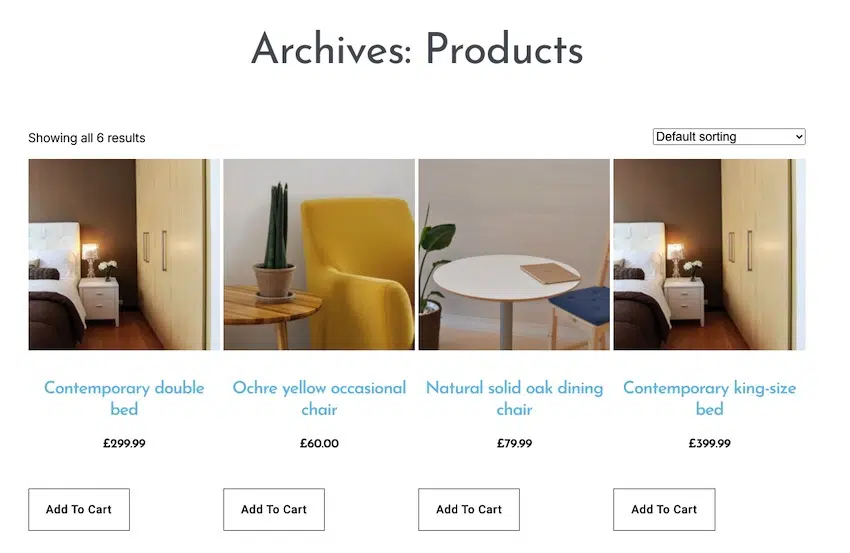 Archives: Products
Showing all 6 results
Default sorting
Contemporary double
bed
£299.99
Add To Cart
Ochre yellow occasional
chair
£60.00
Add To Cart
Natural solid oak dining
chair
£79.99
Add To Cart
Contemporary king-size
bed
£399.99
Add To Cart